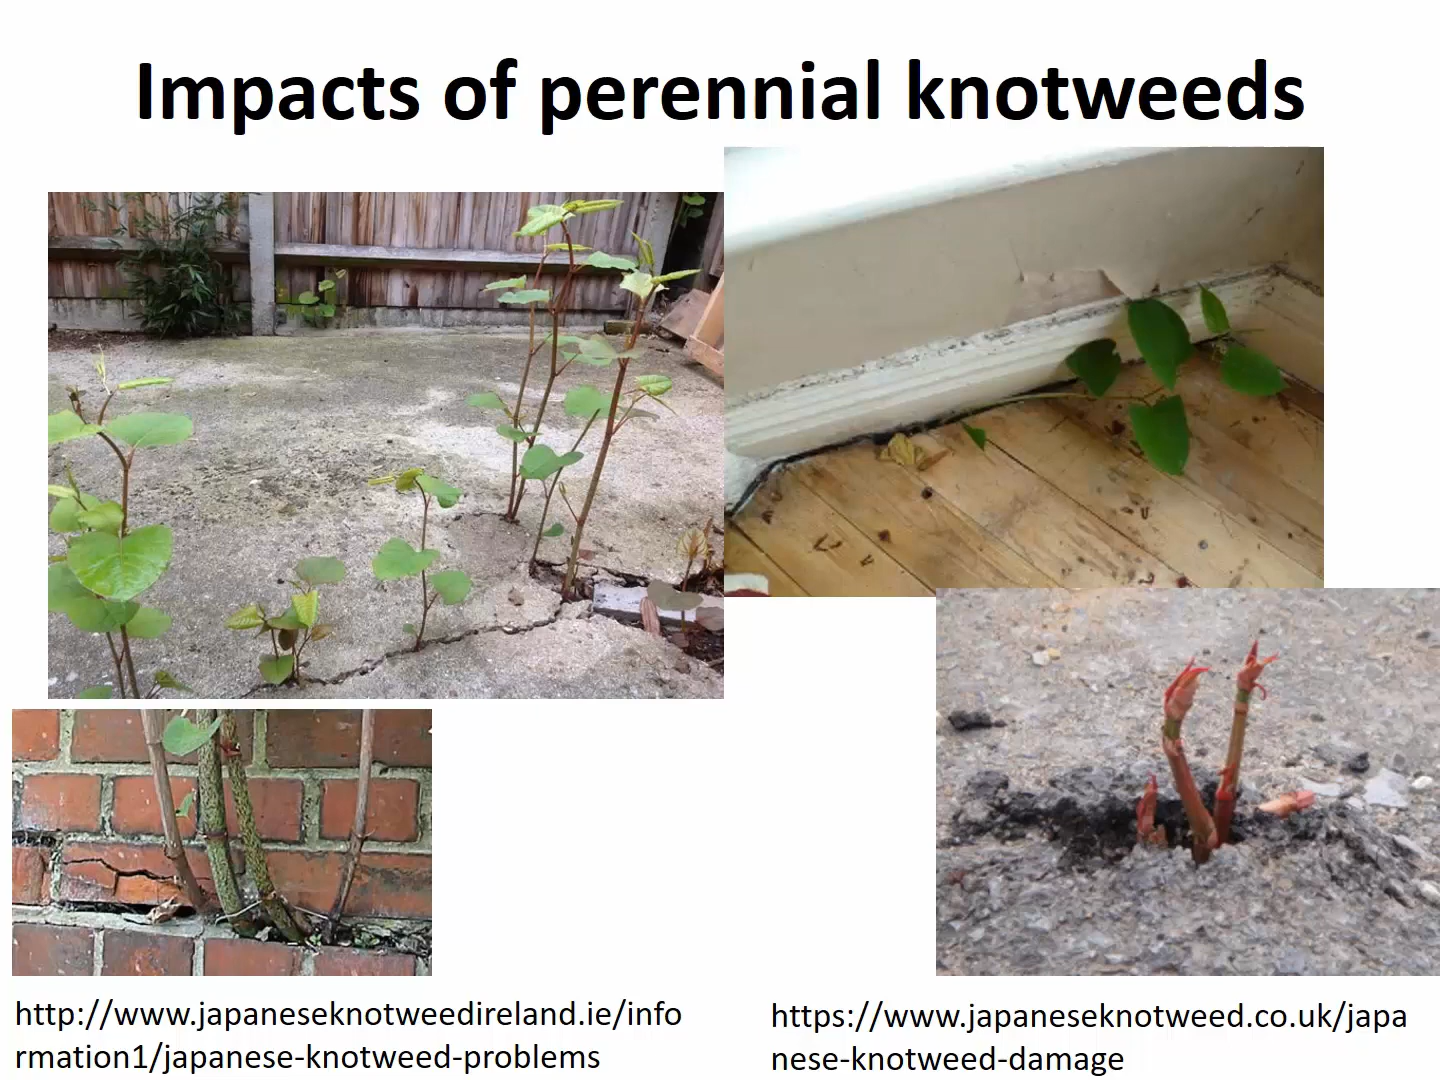 Impacts of perennial knotweeds
http://www.japaneseknotweedireland.ie/info
rmation1/japanese-knotweed-problems
https://www.japaneseknotweed.co.uk/japa
nese-knotweed-damage